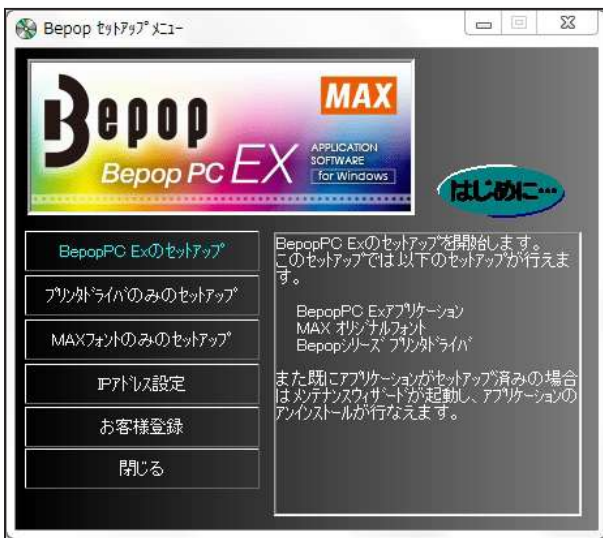 Bepop ｾｯﾄｱｯﾌﾟﾒﾆｭｰ
Bepop
MAX
Bepop PC EX
APPLICATION
SOFTWARE
for Windows
はじめに…
BepopPC Exのｾｯﾄｱｯﾌﾟ
ﾌﾟﾘﾝﾀﾄﾞﾗｲﾊﾞのみのｾｯﾄｱｯﾌﾟ
MAXﾌｫﾝﾄのみのｾｯﾄｱｯﾌﾟ
IPｱﾄﾞﾚｽ設定
お客様登録
閉じる
BepopPC Exのｾｯﾄｱｯﾌﾟを開始します。
このｾｯﾄｱｯﾌﾟでは以下のｾｯﾄｱｯﾌﾟが行えま
す。
BepopPC Exｱﾌﾟﾘｹｰｼｮﾝ
MAX ｵﾘｼﾞﾅﾙﾌｫﾝﾄ
Bepopｼﾘｰｽﾞ ﾌﾟﾘﾝﾀﾄﾞﾗｲﾊﾞ
また既にｱﾌﾟﾘｹｰｼｮﾝがｾｯﾄｱｯﾌﾟ済みの場合
はﾒﾝﾃﾅﾝｽｳｨｻﾞｰﾄﾞが起動し、ｱﾌﾟﾘｹｰｼｮﾝの
ｱﾝｲﾝｽﾄｰﾙが行なえます。